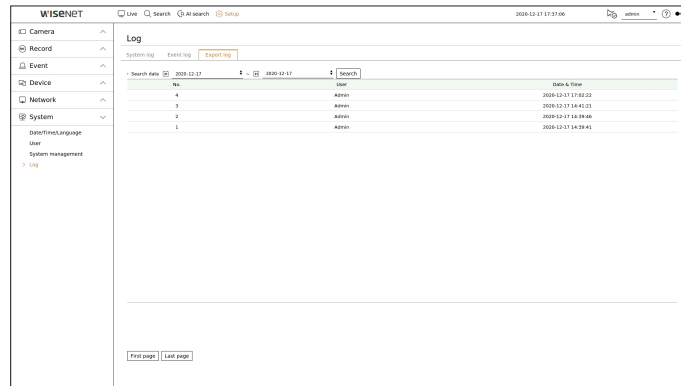 WISENET
Live Search AI search Setup 2020-12-17 17:37:06 admin ?
Camera
Record
Event
Device
Network
System
Date/Time/Language
User
System management
> Log
Log
System log Event log Export log
• Search date 2020-12-17 ~ 2020-12-17 Search
No. User Date & Time
4 Admin 2020-12-17 17:02:22
3 Admin 2020-12-17 14:41:21
2 Admin 2020-12-17 14:39:46
1 Admin 2020-12-17 14:39:41
First page Last page